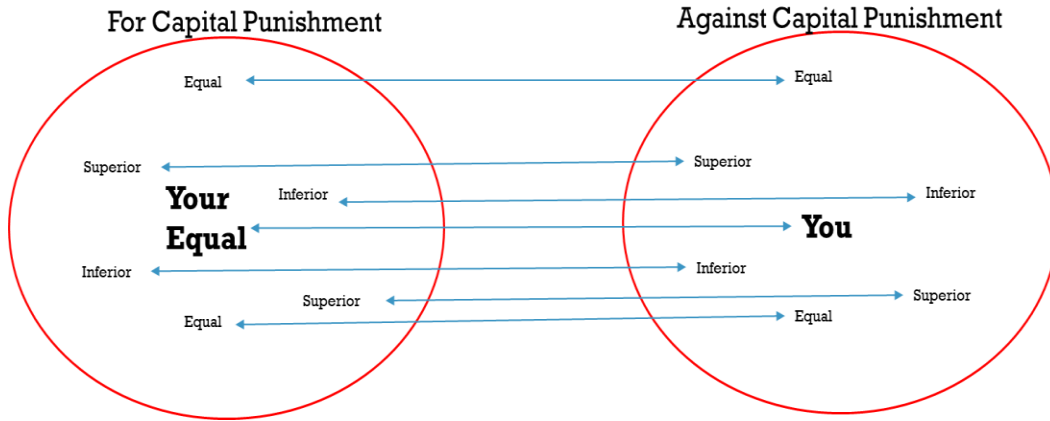 For Capital Punishment
Against Capital Punishment
Equal
Equal
Superior
Superior
Your
Equal
Inferior
Inferior
You
Inferior
Inferior
Superior
Superior
Equal
Equal